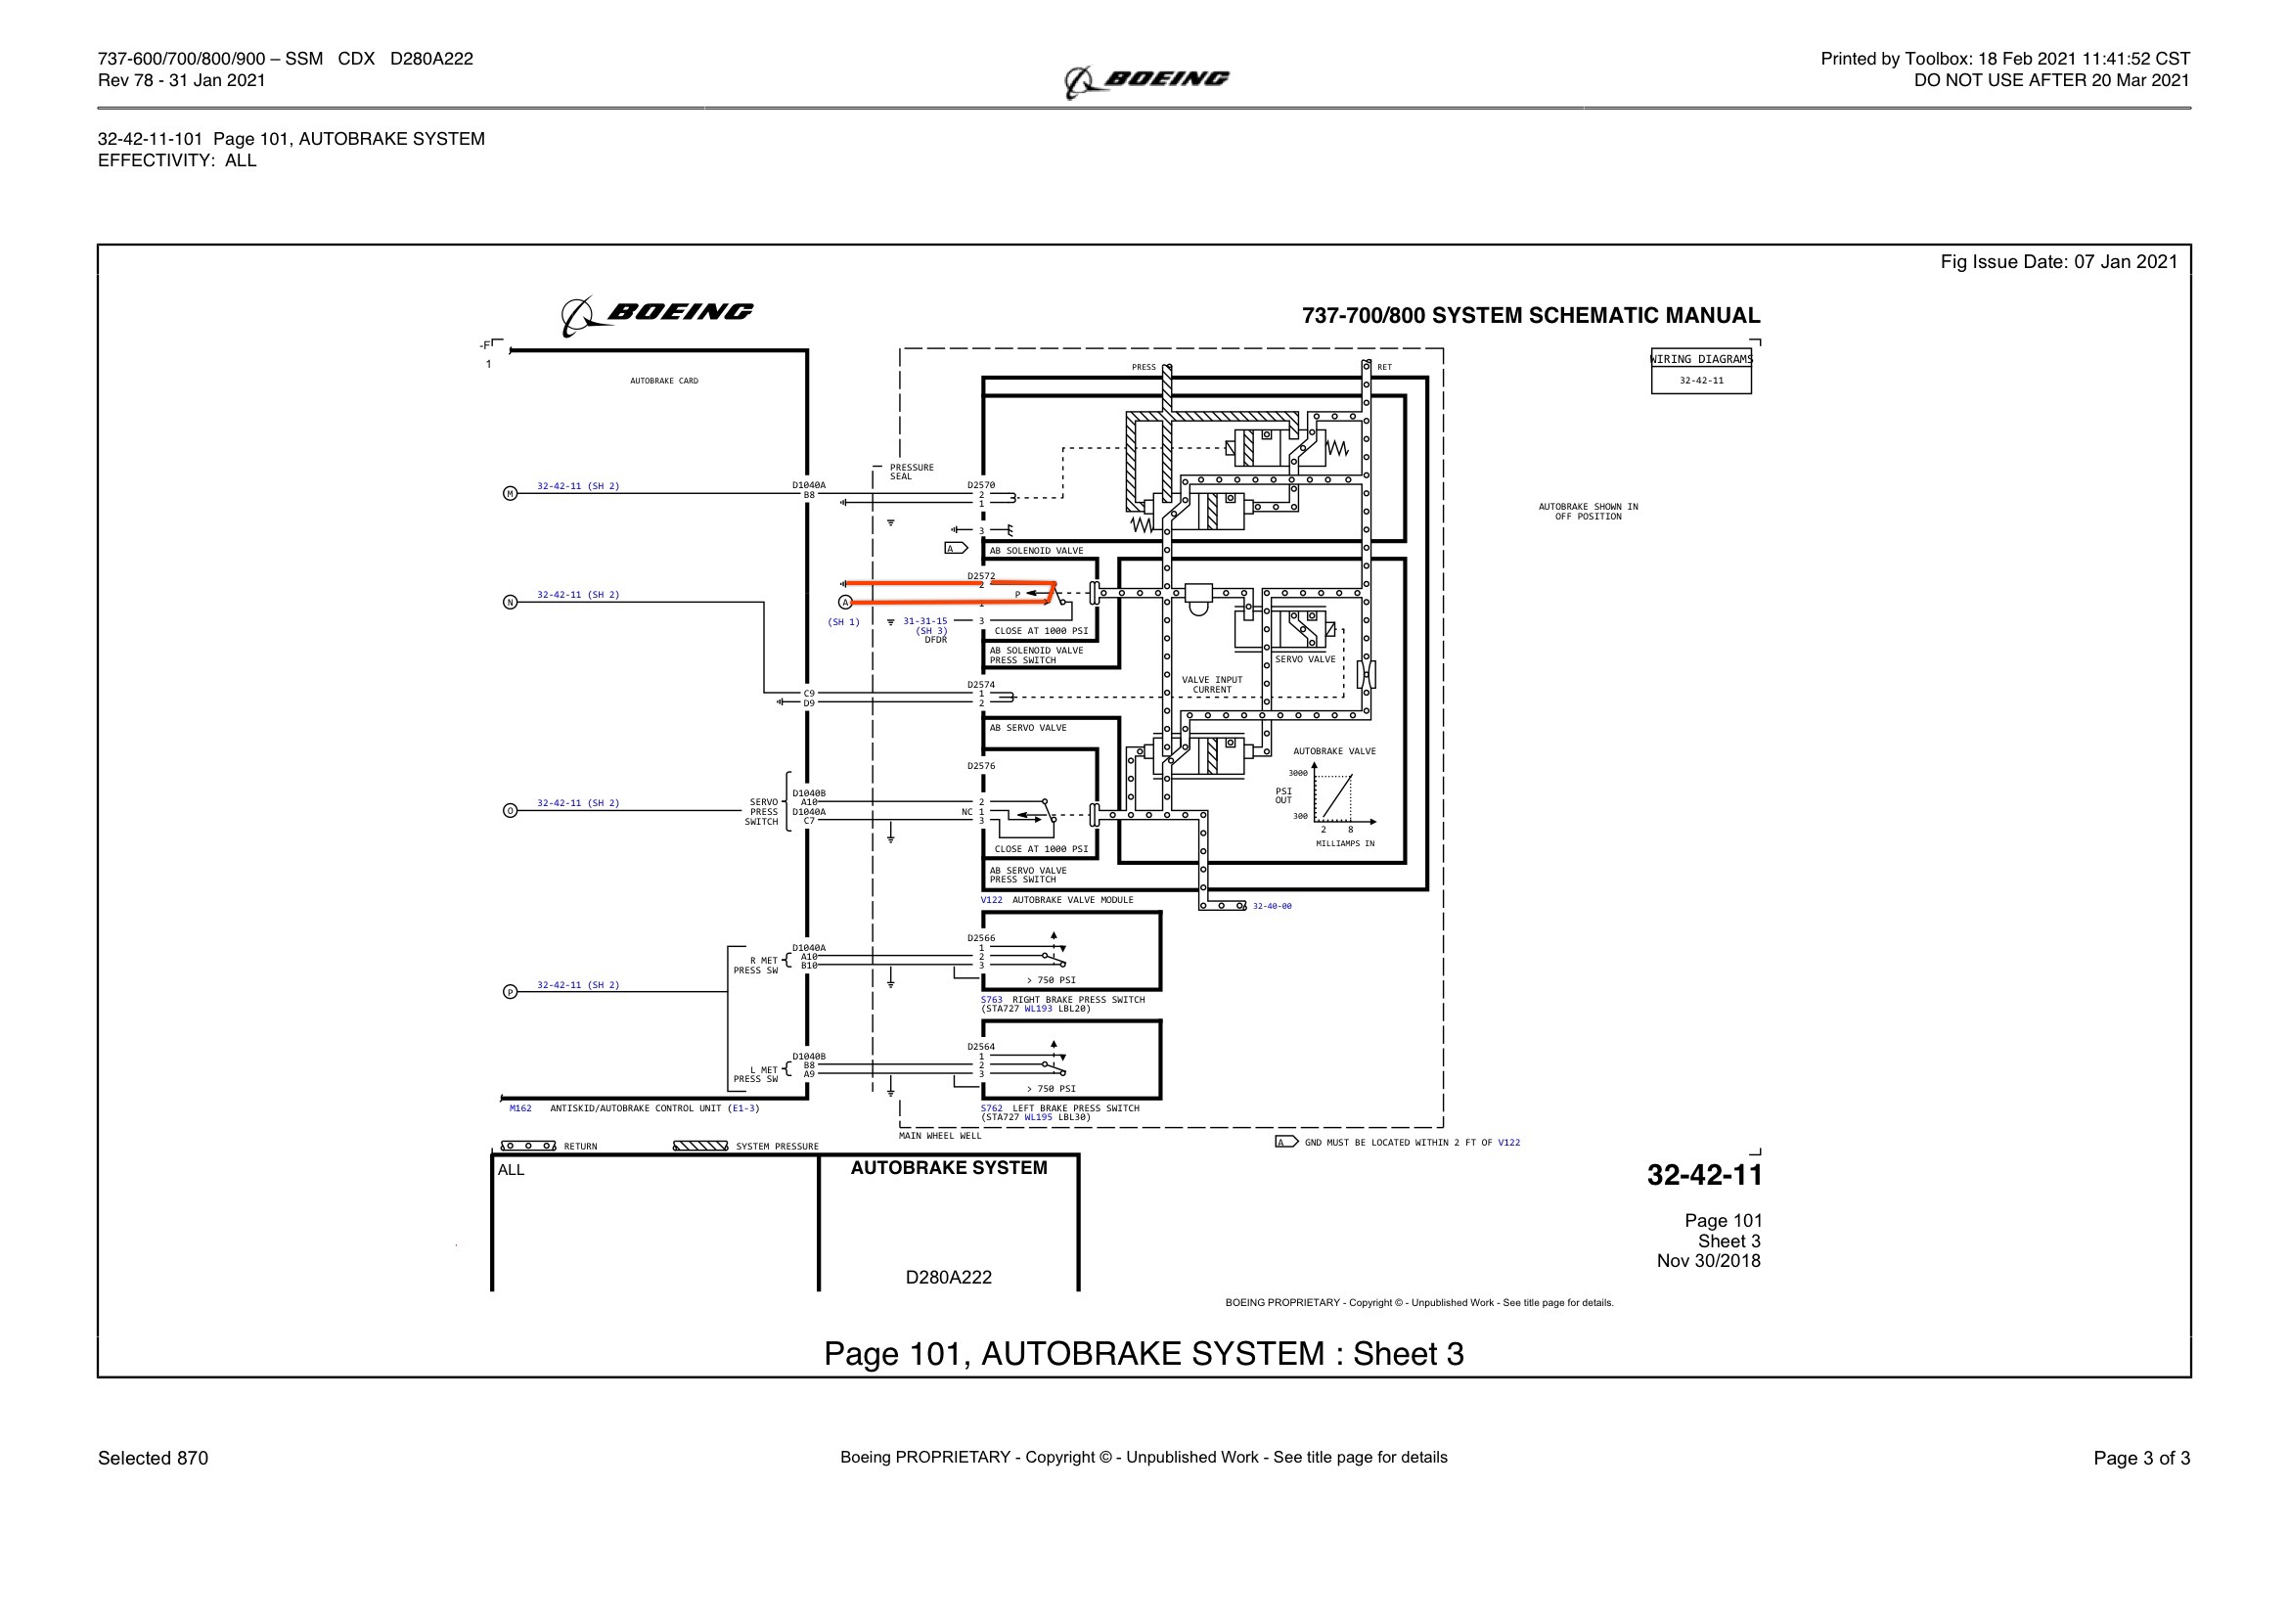 737-600/700/800/900 – SSM CDX D280A222
Rev 78 - 31 Jan 2021
BOEING
Printed by Toolbox: 18 Feb 2021 11:41:52 CST
DO NOT USE AFTER 20 Mar 2021
32-42-11-101 Page 101, AUTOBRAKE SYSTEM
EFFECTIVITY: ALL
Fig Issue Date: 07 Jan 2021
BOEING
737-700/800 SYSTEM SCHEMATIC MANUAL
-F
1
AUTOBRAKE CARD
PRESS
RET
WIRING DIAGRAMS
32-42-11
PRESSURE
SEAL
M
32-42-11 (SH 2)
D1040A
B8
D2570
2
1
3
A
AB SOLENOID VALVE
AUTOBRAKE SHOWN IN
OFF POSITION
D2572
2
P
N
32-42-11 (SH 2)
A
1
(SH 1)
31-31-15
(SH 3)
DFDR
3
CLOSE AT 1000 PSI
AB SOLENOID VALVE
PRESS SWITCH
SERVO VALVE
VALVE INPUT
CURRENT
C9
D9
D2574
1
2
AB SERVO VALVE
D2576
AUTOBRAKE VALVE
3000
PSI
OUT
300
2 8
MILLIAMPS IN
O
32-42-11 (SH 2)
SERVO
PRESS
SWITCH
D1040B
A10
D1040A
C7
2
NC 1
3
CLOSE AT 1000 PSI
AB SERVO VALVE
PRESS SWITCH
V122 AUTOBRAKE VALVE MODULE
32-40-00
R MET
PRESS SW
D1040A
A10
B10
D2566
1
2
3
> 750 PSI
S763 RIGHT BRAKE PRESS SWITCH
(STA727 WL193 LBL20)
P
32-42-11 (SH 2)
L MET
PRESS SW
D1040B
B8
A9
D2564
1
2
3
> 750 PSI
S762 LEFT BRAKE PRESS SWITCH
(STA727 WL195 LBL30)
M162 ANTISKID/AUTOBRAKE CONTROL UNIT (E1-3)
MAIN WHEEL WELL
RETURN
SYSTEM PRESSURE
A GND MUST BE LOCATED WITHIN 2 FT OF V122
ALL
AUTOBRAKE SYSTEM
D280A222
32-42-11
Page 101
Sheet 3
Nov 30/2018
BOEING PROPRIETARY - Copyright © - Unpublished Work - See title page for details.
Page 101, AUTOBRAKE SYSTEM : Sheet 3
Selected 870
Boeing PROPRIETARY - Copyright © - Unpublished Work - See title page for details
Page 3 of 3